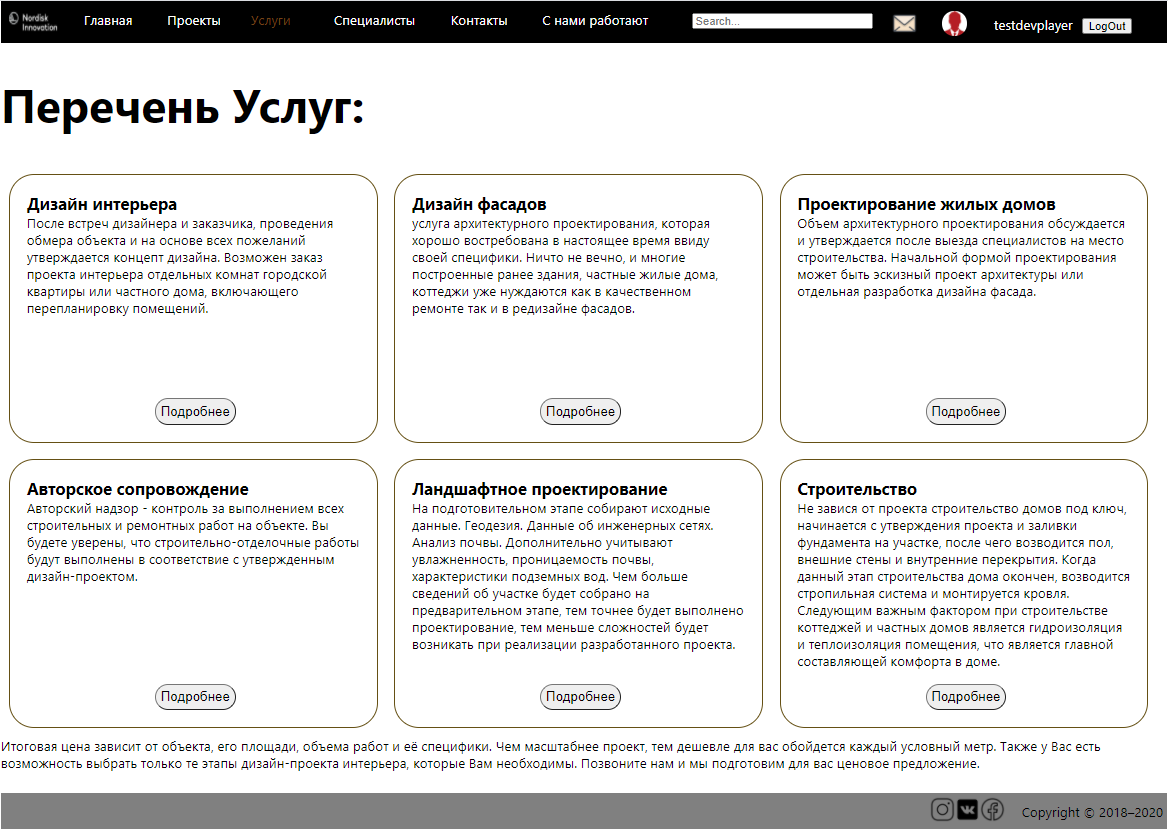 Nordisk
Innovation
Главная Проекты Услуги Специалисты Контакты С нами работают Search... testdevplayer LogOut
Перечень Услуг:
Дизайн интерьера
После встреч дизайнера и заказчика, проведения
обмера объекта и на основе всех пожеланий
утверждается концепт дизайна. Возможен заказ
проекта интерьера отдельных комнат городской
квартиры или частного дома, включающего
перепланировку помещений.
Подробнее
Дизайн фасадов
услуга архитектурного проектирования, которая
хорошо востребована в настоящее время ввиду
своей специфики. Ничто не вечно, и многие
построенные ранее здания, частные жилые дома,
коттеджи уже нуждаются как в качественном
ремонте так и в редизайне фасадов.
Подробнее
Проектирование жилых домов
Объем архитектурного проектирования обсуждается
и утверждается после выезда специалистов на место
строительства. Начальной формой проектирования
может быть эскизный проект архитектуры или
отдельная разработка дизайна фасада.
Подробнее
Авторское сопровождение
Авторский надзор - контроль за выполнением всех
строительных и ремонтных работ на объекте. Вы
будете уверены, что строительно-отделочные работы
будут выполнены в соответствие с утвержденным
дизайн-проектом.
Подробнее
Ландшафтное проектирование
На подготовительном этапе собирают исходные
данные. Геодезия. Данные об инженерных сетях.
Анализ почвы. Дополнительно учитывают
увлажненность, проницаемость почвы,
характеристики подземных вод. Чем больше
сведений об участке будет собрано на
предварительном этапе, тем точнее будет выполнено
проектирование, тем меньше сложностей будет
возникать при реализации разработанного проекта.
Подробнее
Строительство
Не завися от проекта строительство домов под ключ,
начинается с утверждения проекта и заливки
фундамента на участке, после чего возводится пол,
внешние стены и внутренние перекрытия. Когда
данный этап строительства дома окончен, возводится
стропильная система и монтируется кровля.
Следующим важным фактором при строительстве
коттеджей и частных домов является гидроизоляция
и теплоизоляция помещения, что является главной
составляющей комфорта в доме.
Подробнее
Итоговая цена зависит от объекта, его площади, объема работ и её специфики. Чем масштабнее проект, тем дешевле для вас обойдется каждый условный метр. Также у Вас есть
возможность выбрать только те этапы дизайн-проекта интерьера, которые Вам необходимы. Позвоните нам и мы подготовим для вас ценовое предложение.
Copyright © 2018–2020